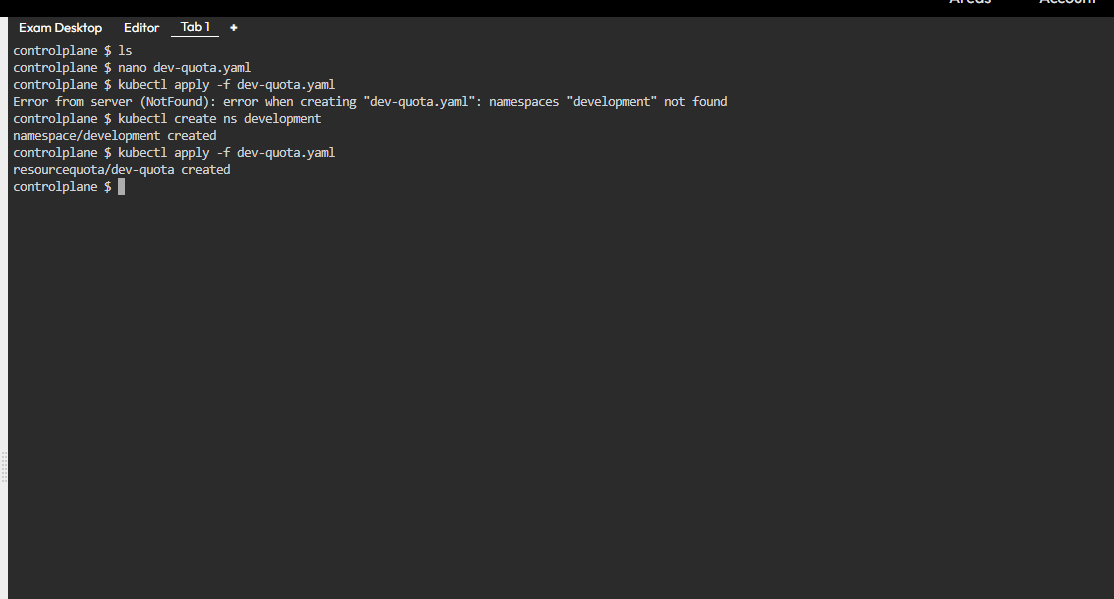 Areas Account
Exam Desktop Editor Tab 1 +
controlplane $ ls
controlplane $ nano dev-quota.yaml
controlplane $ kubectl apply -f dev-quota.yaml
Error from server (NotFound): error when creating "dev-quota.yaml": namespaces "development" not found
controlplane $ kubectl create ns development
namespace/development created
controlplane $ kubectl apply -f dev-quota.yaml
resourcequota/dev-quota created
controlplane $